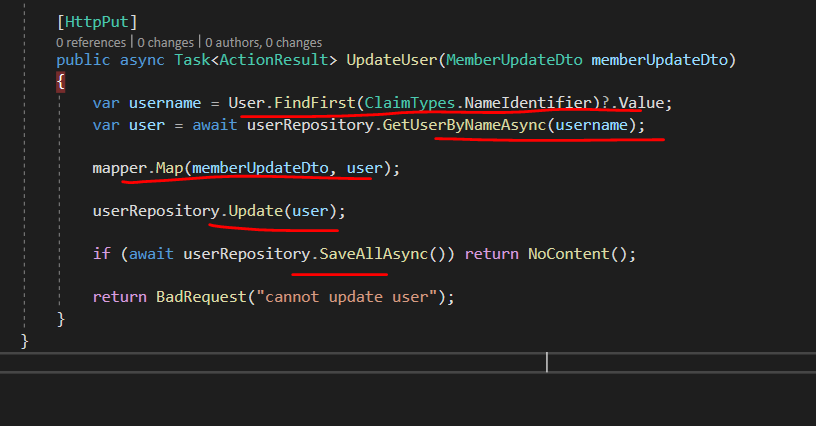 [HttpPut]
0 references | 0 changes | 0 authors, 0 changes
public async Task<ActionResult> UpdateUser(MemberUpdateDto memberUpdateDto)
{
var username = User.FindFirst(ClaimTypes.NameIdentifier)?.Value;
var user = await userRepository.GetUserByNameAsync(username);
mapper.Map(memberUpdateDto, user);
userRepository.Update(user);
if (await userRepository.SaveAllAsync()) return NoContent();
return BadRequest("cannot update user");
}
}